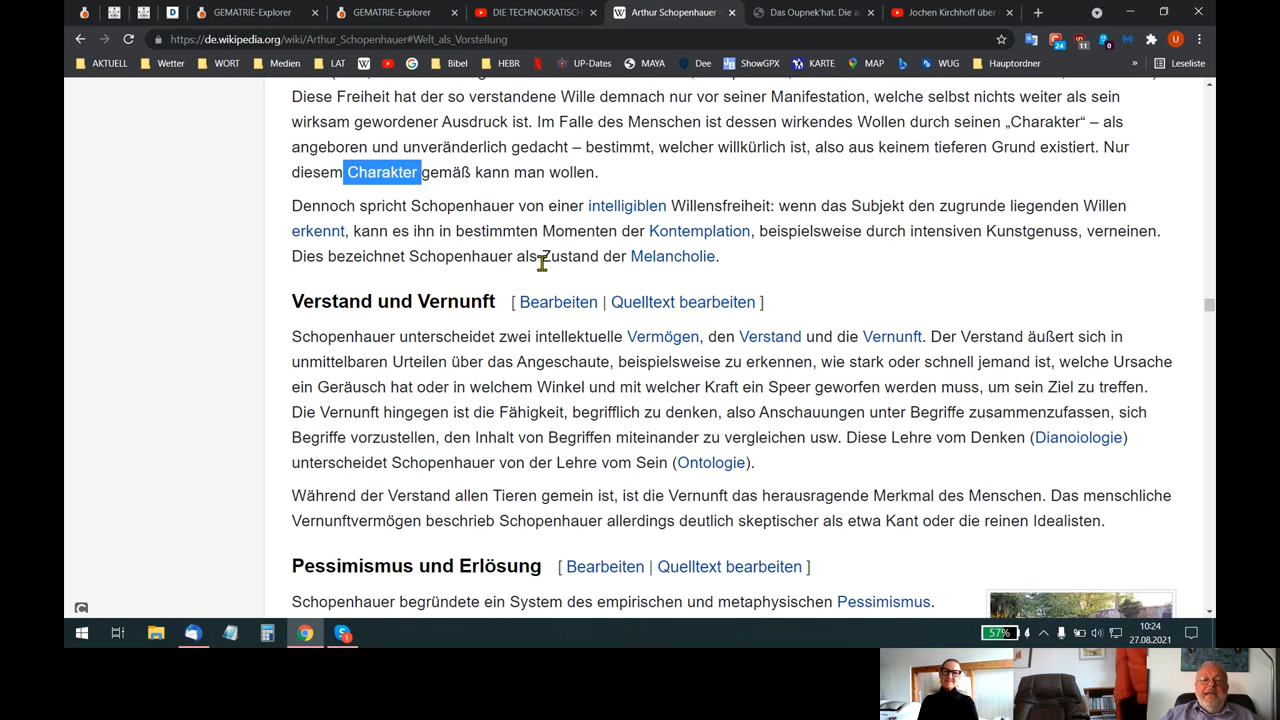 GEMATRIE-Explorer
GEMATRIE-Explorer
DIE TECHNOKRATISCH
Arthur Schopenhauer –
Das Oupnek'hat. Die a
Jochen Kirchhoff über
https://de.wikipedia.org/wiki/Arthur_Schopenhauer#Welt_als_Vorstellung
24
11
0
U
AKTUELL Wetter WORT Medien LAT Bibel HEBR UP-Dates MAYA Dee ShowGPX KARTE MAP WUG Hauptordner » Leseliste
Diese Freiheit hat der so verstandene Wille demnach nur vor seiner Manifestation, welche selbst nichts weiter als sein
wirksam gewordener Ausdruck ist. Im Falle des Menschen ist dessen wirkendes Wollen durch seinen „Charakter“ – als
angeboren und unveränderlich gedacht – bestimmt, welcher willkürlich ist, also aus keinem tieferen Grund existiert. Nur
diesem Charakter gemäß kann man wollen.
Dennoch spricht Schopenhauer von einer intelligiblen Willensfreiheit: wenn das Subjekt den zugrunde liegenden Willen
erkennt, kann es ihn in bestimmten Momenten der Kontemplation, beispielsweise durch intensiven Kunstgenuss, verneinen.
Dies bezeichnet Schopenhauer als Zustand der Melancholie.
Verstand und Vernunft [ Bearbeiten | Quelltext bearbeiten ]
Schopenhauer unterscheidet zwei intellektuelle Vermögen, den Verstand und die Vernunft. Der Verstand äußert sich in
unmittelbaren Urteilen über das Angeschaute, beispielsweise zu erkennen, wie stark oder schnell jemand ist, welche Ursache
ein Geräusch hat oder in welchem Winkel und mit welcher Kraft ein Speer geworfen werden muss, um sein Ziel zu treffen.
Die Vernunft hingegen ist die Fähigkeit, begrifflich zu denken, also Anschauungen unter Begriffe zusammenzufassen, sich
Begriffe vorzustellen, den Inhalt von Begriffen miteinander zu vergleichen usw. Diese Lehre vom Denken (Dianoiologie)
unterscheidet Schopenhauer von der Lehre vom Sein (Ontologie).
Während der Verstand allen Tieren gemein ist, ist die Vernunft das herausragende Merkmal des Menschen. Das menschliche
Vernunftvermögen beschrieb Schopenhauer allerdings deutlich skeptischer als etwa Kant oder die reinen Idealisten.
Pessimismus und Erlösung [ Bearbeiten | Quelltext bearbeiten ]
Schopenhauer begründete ein System des empirischen und metaphysischen Pessimismus.
57%
10:24
27.08.2021